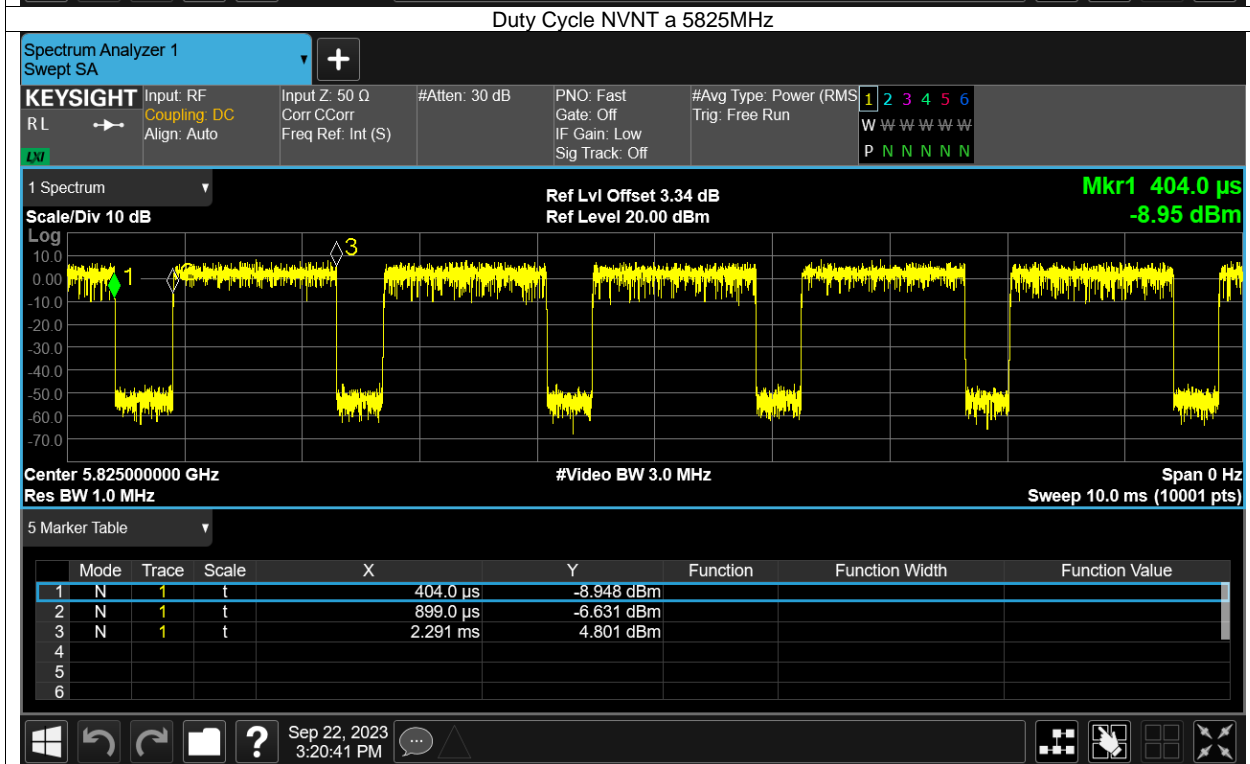 Duty Cycle NVNT a 5825MHz
Spectrum Analyzer 1
Swept SA
+
KEYSIGHT Input: RF Input Z: 50 Ω #Atten: 30 dB PNO: Fast #Avg Type: Power (RMS 1 2 3 4 5 6
R L Coupling: DC Corr CCorr Gate: Off Trig: Free Run W W W W W W
Align: Auto Freq Ref: Int (S) IF Gain: Low
LXI Sig Track: Off P N N N N N
1 Spectrum Ref Lvl Offset 3.34 dB Mkr1 404.0 µs
Scale/Div 10 dB Ref Level 20.00 dBm -8.95 dBm
Log
10.0
0.00
-10.0
-20.0
-30.0
-40.0
-50.0
-60.0
-70.0
1
3
Center 5.825000000 GHz #Video BW 3.0 MHz Span 0 Hz
Res BW 1.0 MHz Sweep 10.0 ms (10001 pts)
5 Marker Table
Mode Trace Scale X Y Function Function Width Function Value
1 N 1 t 404.0 µs -8.948 dBm
2 N 1 t 899.0 µs -6.631 dBm
3 N 1 t 2.291 ms 4.801 dBm
4
5
6
? Sep 22, 2023
3:20:41 PM